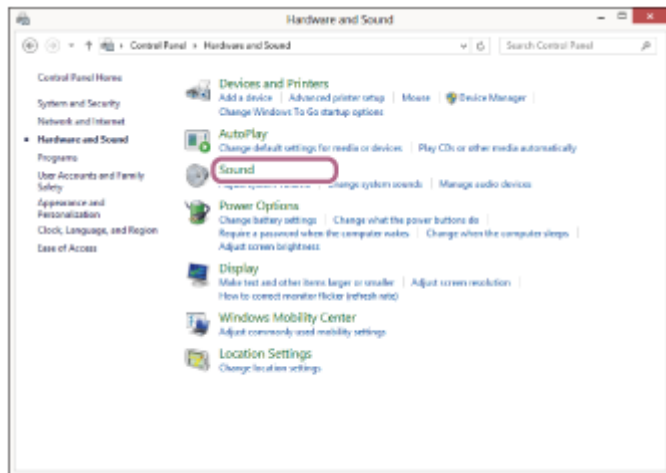 Hardware and Sound
Control Panel › Hardware and Sound
Search Control Panel
Control Panel Home
System and Security
Network and Internet
Hardware and Sound
Programs
User Accounts and Family
Safety
Appearance and
Personalization
Clock, Language, and Region
Ease of Access
Devices and Printers
Add a device | Advanced printer setup | Mouse | Device Manager
Change Windows To Go startup options
AutoPlay
Change default settings for media or devices | Play CDs or other media automatically
Sound
Adjust system volume | Change system sounds | Manage audio devices
Power Options
Change battery settings | Change what the power buttons do
Require a password when the computer wakes | Change when the computer sleeps
Adjust screen brightness
Display
Make text and other items larger or smaller | Adjust screen resolution
How to correct monitor flicker (refresh rate)
Windows Mobility Center
Adjust commonly used mobility settings
Location Settings
Change location settings